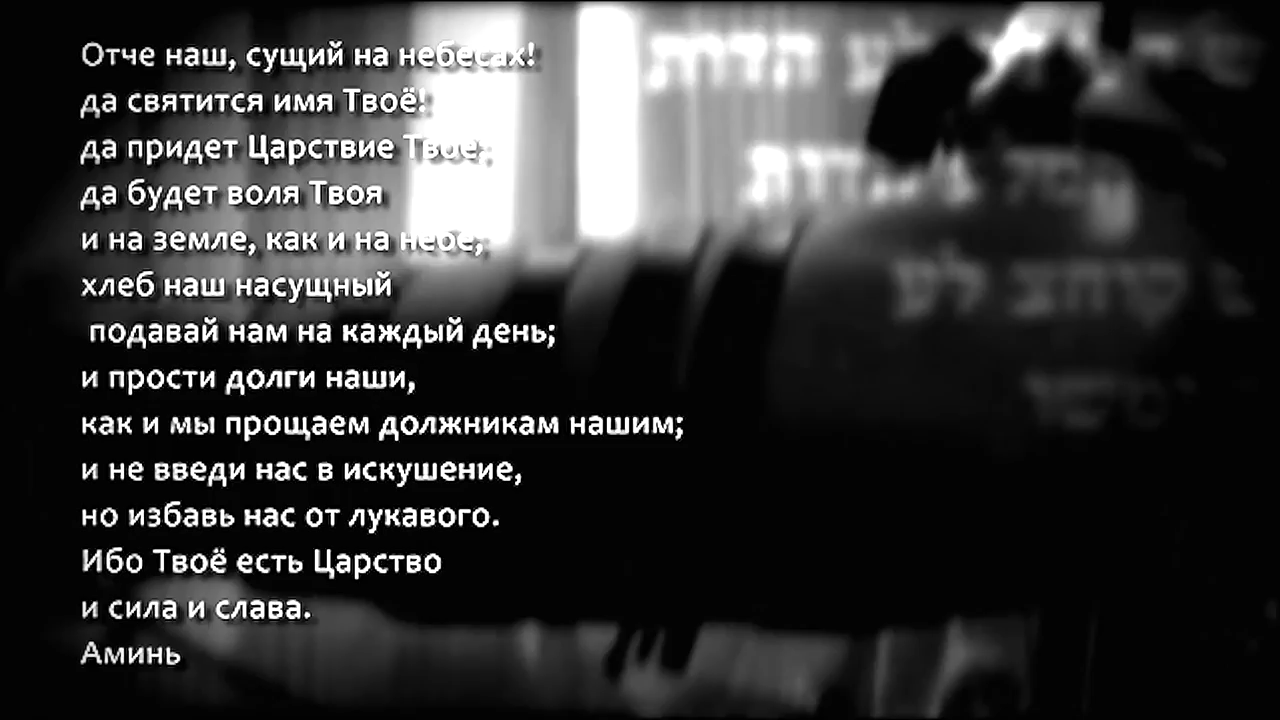 Отче наш, сущий на небесах!
да святится имя Твоё!
да придет Царствие Твое;
да будет воля Твоя
и на земле, как и на небе;
хлеб наш насущный
подавай нам на каждый день;
и прости долги наши,
как и мы прощаем должникам нашим;
и не введи нас в искушение,
но избавь нас от лукавого.
Ибо Твоё есть Царство
и сила и слава.
Аминь